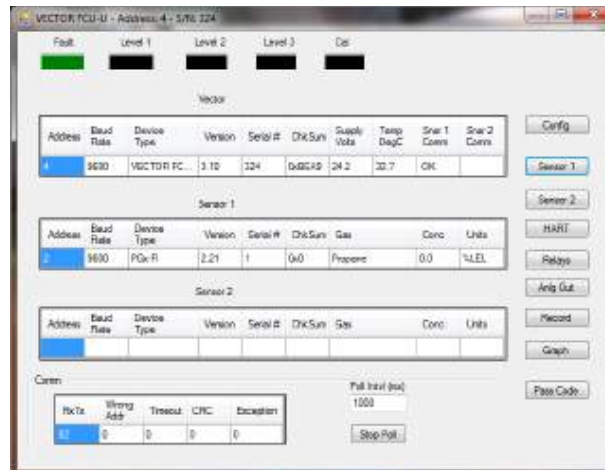 VECTOR FCU-U - Address: 4 - S/N: 324
Fault Level 1 Level 2 Level 3 Cal
Vector
Address Baud Rate Device Type Version Serial # ChkSum Supply Volts Temp DegC Snsr 1 Comm Snsr 2 Comm
4 9600 VECTOR FC... 3.10 324 24.2 32.7 OK
Config
Sensor 1
Sensor 2
HART
Relays
Anlg Out
Record
Graph
Pass Code
Sensor 1
Address Baud Rate Device Type Version Serial # ChkSum Gas Conc Units
2 9600 PGx-R 2.21 1 0x0 Propane 0.0 %LEL
Sensor 2
Address Baud Rate Device Type Version Serial # ChkSum Gas Conc Units
Comm
Rx/Tx Wrong Addr Timeout CRC Exception
0 0 0 0
Poll Intvl (ms)
1000
Stop Poll